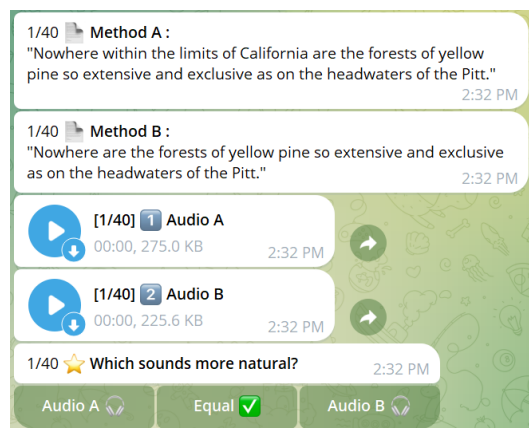 1/40 📄 Method A :
"Nowhere within the limits of California are the forests of yellow
pine so extensive and exclusive as on the headwaters of the Pitt."
2:32 PM
1/40 📄 Method B :
"Nowhere are the forests of yellow pine so extensive and exclusive
as on the headwaters of the Pitt."
2:32 PM
[1/40] 1️⃣ Audio A
00:00, 275.0 KB
2:32 PM
[1/40] 2️⃣ Audio B
00:00, 225.6 KB
2:32 PM
1/40 ⭐ Which sounds more natural?
2:32 PM
Audio A 🎧 Equal ✅ Audio B 🎧